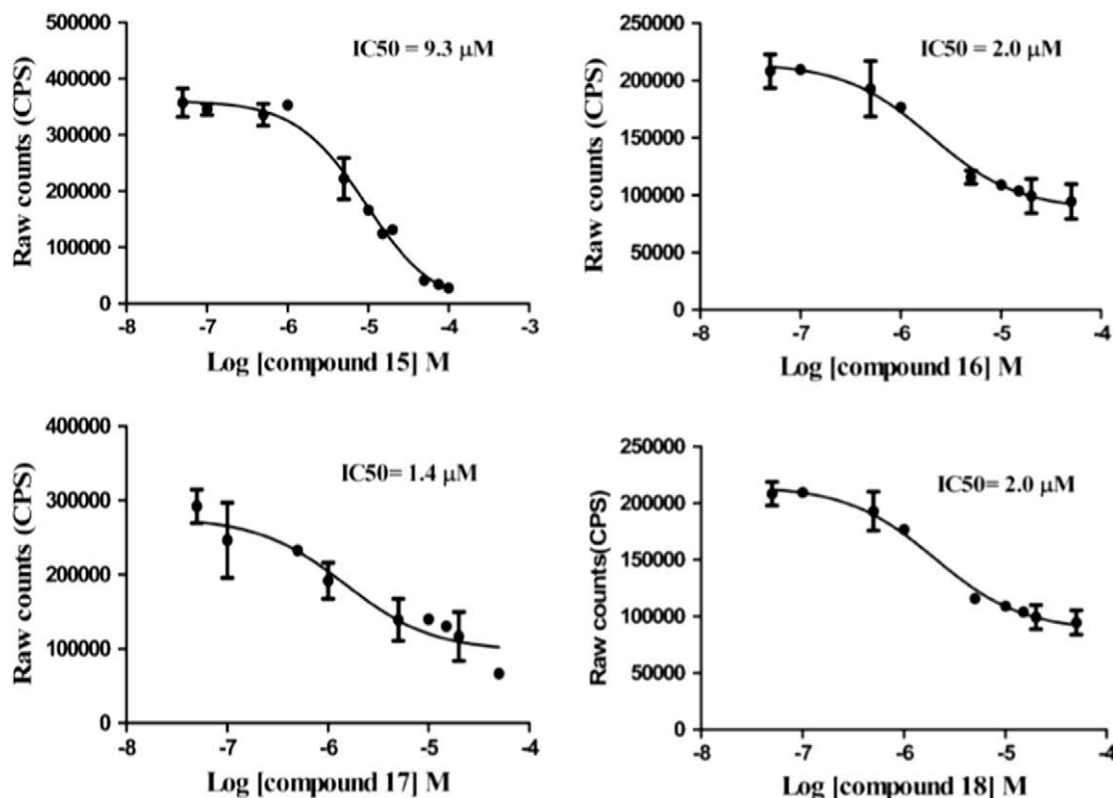 500000
400000
300000
200000
100000
0
Raw counts (CPS)
IC50 = 9.3 μM
-8 -7 -6 -5 -4 -3
Log [compound 15] M
250000
200000
150000
100000
50000
0
Raw counts ((CPS)
IC50 = 2.0 μM
-8 -7 -6 -5 -4
Log [compound 16] M
400000
300000
200000
100000
0
Raw counts ((CPS)
IC50= 1.4 μM
-8 -7 -6 -5 -4
Log [compound 17] M
250000
200000
150000
100000
50000
0
Raw counts(CPS)
IC50= 2.0 μM
-8 -7 -6 -5 -4
Log [compound 18] M